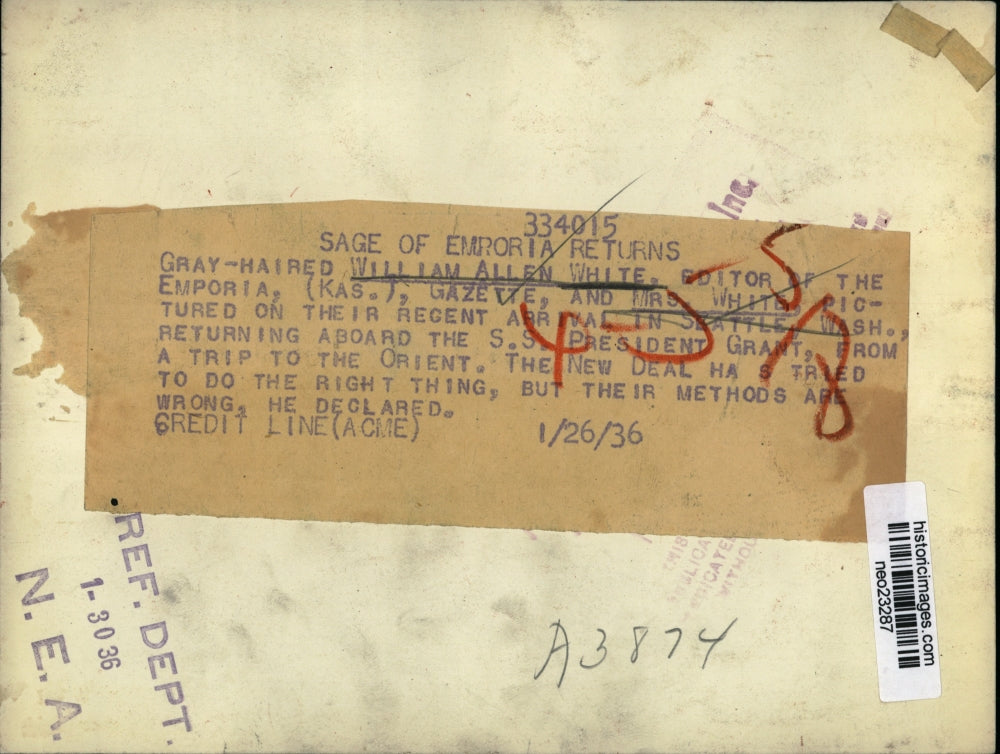 Inc.
334015
SAGE OF EMPORIA RETURNS
GRAY-HAIRED WILLIAM ALLEN WHITE, EDITOR OF THE
EMPORIA, (KAS.), GAZETTE, AND MRS. WHITE, PIC-
TURED ON THEIR RECENT ARRIVAL IN SEATTLE, WASH.,
RETURNING ABOARD THE S.S. PRESIDENT GRANT, FROM
A TRIP TO THE ORIENT. THE NEW DEAL HA S TRIED
TO DO THE RIGHT THING, BUT THEIR METHODS ARE
WRONG, HE DECLARED.
CREDIT LINE(ACME) 1/26/36
REF. DEPT.
1-30 36
N. E. A.
A3874
historicimages.com
neo23287